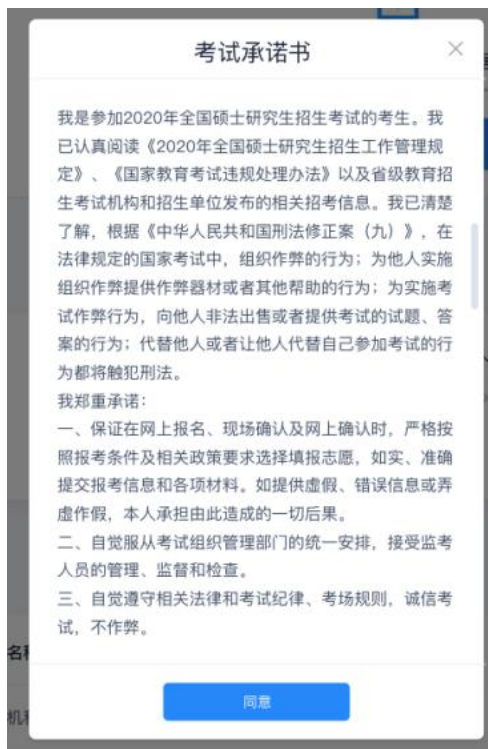 考试承诺书
我是参加2020年全国硕士研究生招生考试的考生。我
已认真阅读《2020年全国硕士研究生招生工作管理规
定》、《国家教育考试违规处理办法》以及省级教育招
生考试机构和招生单位发布的相关招考信息。我已清楚
了解，根据《中华人民共和国刑法修正案（九）》，在
法律规定的国家考试中，组织作弊的行为；为他人实施
组织作弊提供作弊器材或者其他帮助的行为；为实施考
试作弊行为，向他人非法出售或者提供考试的试题、答
案的行为；代替他人或者让他人代替自己参加考试的行
为都将触犯刑法。
我郑重承诺：
一、保证在网上报名、现场确认及网上确认时，严格按
照报考条件及相关政策要求选择填报志愿，如实、准确
提交报考信息和各项材料。如提供虚假、错误信息或弄
虚作假，本人承担由此造成的一切后果。
二、自觉服从考试组织管理部门的统一安排，接受监考
人员的管理、监督和检查。
三、自觉遵守相关法律和考试纪律、考场规则，诚信考
试，不作弊。
名称
同意
机